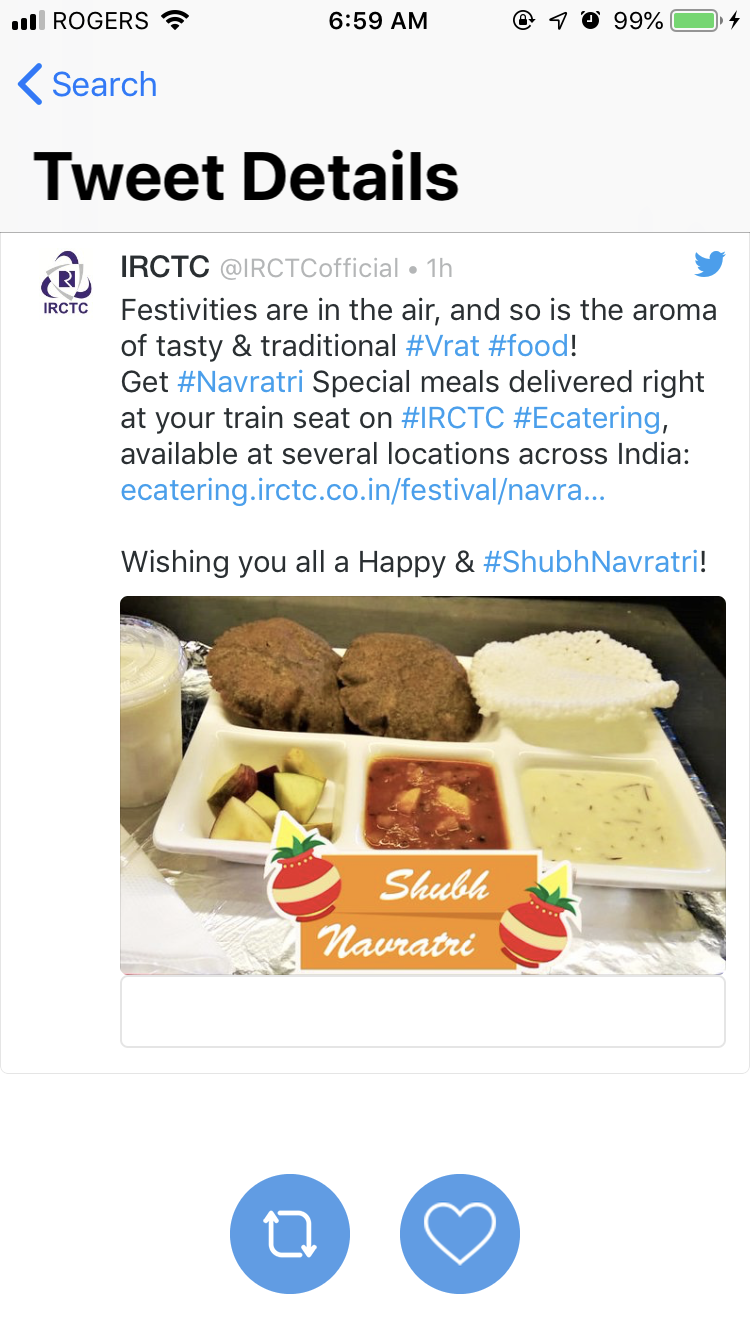 ROGERS 6:59 AM 99%
Search
Tweet Details
IRCTC @IRCTCofficial • 1h
IRCTC
Festivities are in the air, and so is the aroma
of tasty & traditional #Vrat #food!
Get #Navratri Special meals delivered right
at your train seat on #IRCTC #Ecatering,
available at several locations across India:
ecatering.irctc.co.in/festival/navra...
Wishing you all a Happy & #ShubhNavratri!
Shubh
Navratri